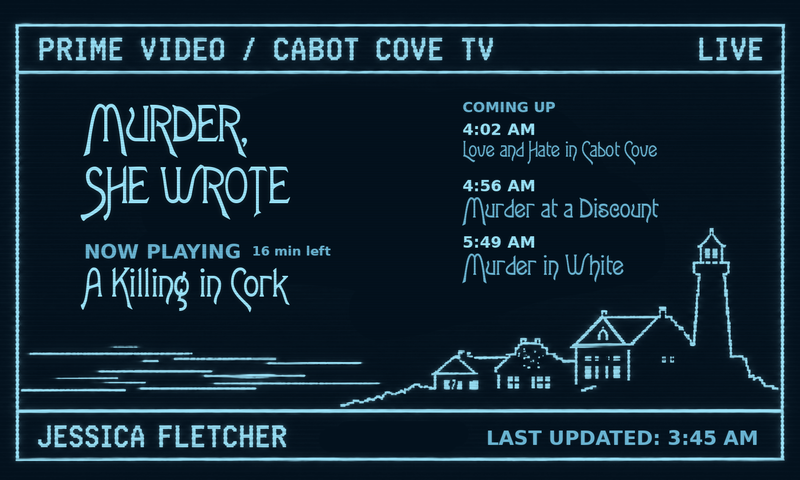 PRIME VIDEO / CABOT COVE TV
LIVE
MURDER,
SHE WROTE
NOW PLAYING 16 min left
A Killing in Cork
COMING UP
4:02 AM
Love and Hate in Cabot Cove
4:56 AM
Murder at a Discount
5:49 AM
Murder in White
JESSICA FLETCHER
LAST UPDATED: 3:45 AM